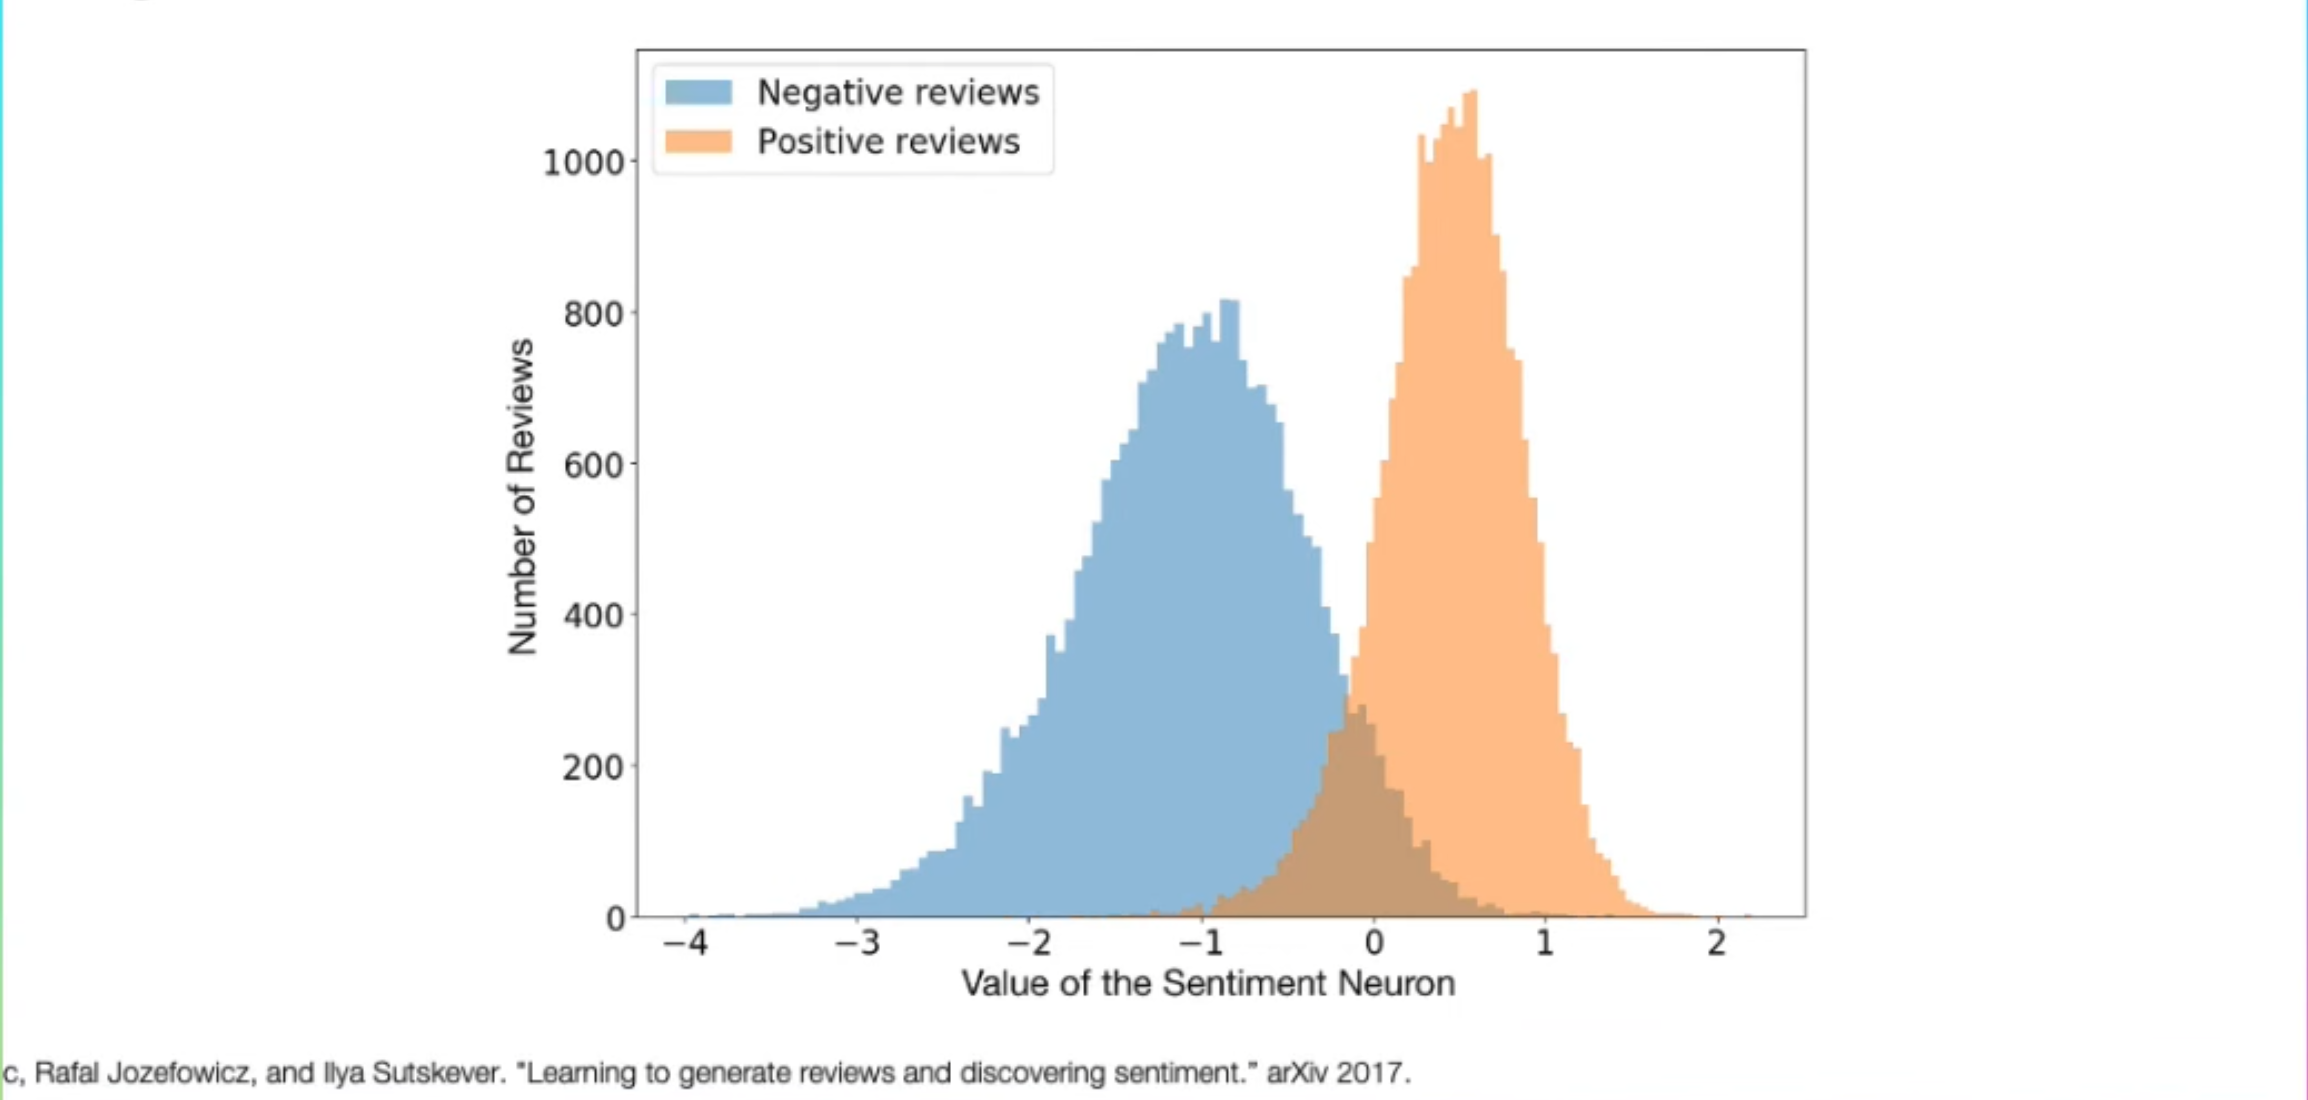 Negative reviews
Positive reviews
1000
800
600
400
200
0
Number of Reviews
−4 −3 −2 −1 0 1 2
Value of the Sentiment Neuron
c, Rafal Jozefowicz, and Ilya Sutskever. "Learning to generate reviews and discovering sentiment." arXiv 2017.